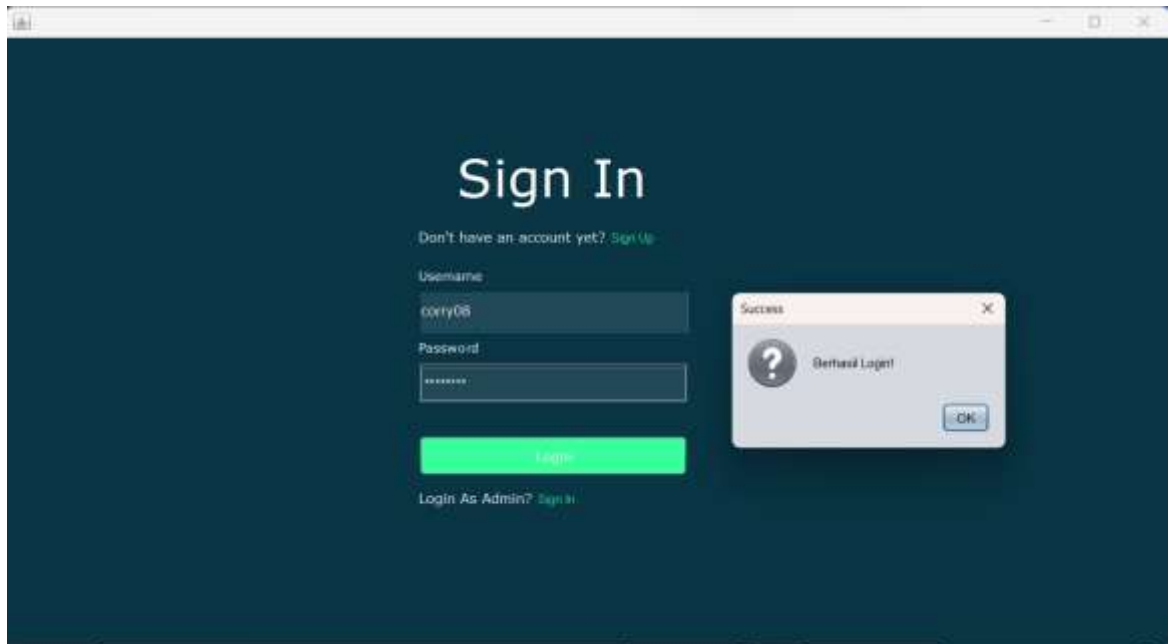 Sign In
Don't have an account yet? Sign Up
Username
corry08
Password
Login
Login As Admin? Sign In
Success
Berhasil Login!
OK